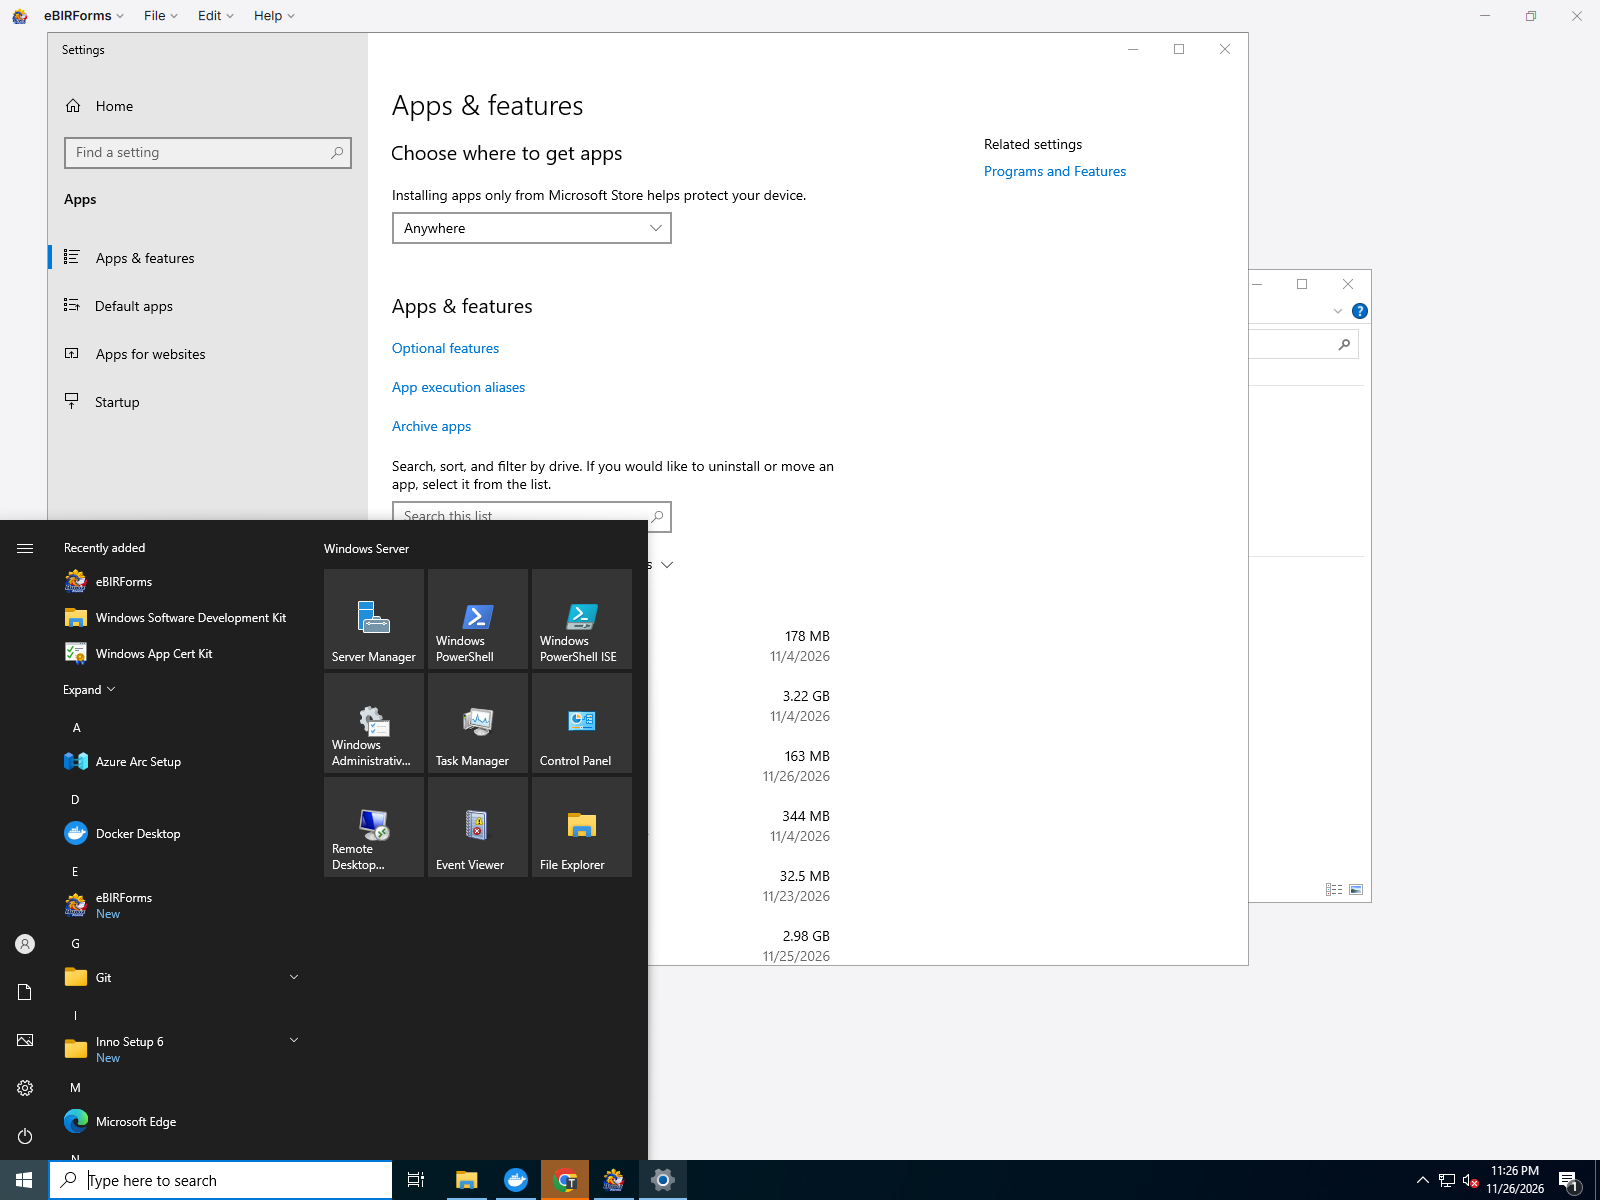 eBIRForms File Edit Help
Settings
Home
Find a setting
Apps
Apps & features
Default apps
Apps for websites
Startup
Apps & features
Choose where to get apps
Installing apps only from Microsoft Store helps protect your device.
Anywhere
Related settings
Programs and Features
Apps & features
Optional features
App execution aliases
Archive apps
Search, sort, and filter by drive. If you would like to uninstall or move an
app, select it from the list.
Search this list
178 MB
11/4/2026
3.22 GB
11/4/2026
163 MB
11/26/2026
344 MB
11/4/2026
32.5 MB
11/23/2026
2.98 GB
11/25/2026
Recently added
eBIRForms
Windows Software Development Kit
Windows App Cert Kit
Expand
A
Azure Arc Setup
D
Docker Desktop
E
eBIRForms
New
G
Git
I
Inno Setup 6
New
M
Microsoft Edge
N
Windows Server
Server Manager
Windows
PowerShell
Windows
PowerShell ISE
Windows
Administrativ...
Task Manager
Control Panel
Remote
Desktop...
Event Viewer
File Explorer
Type here to search
11:26 PM
11/26/2026
1